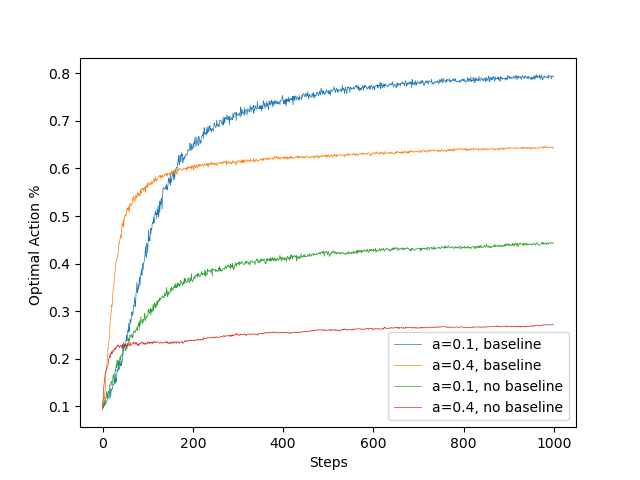 0.8
0.7
0.6
0.5
0.4
0.3
0.2
0.1
Optimal Action %
0 200 400 600 800 1000
Steps
a=0.1, baseline
a=0.4, baseline
a=0.1, no baseline
a=0.4, no baseline